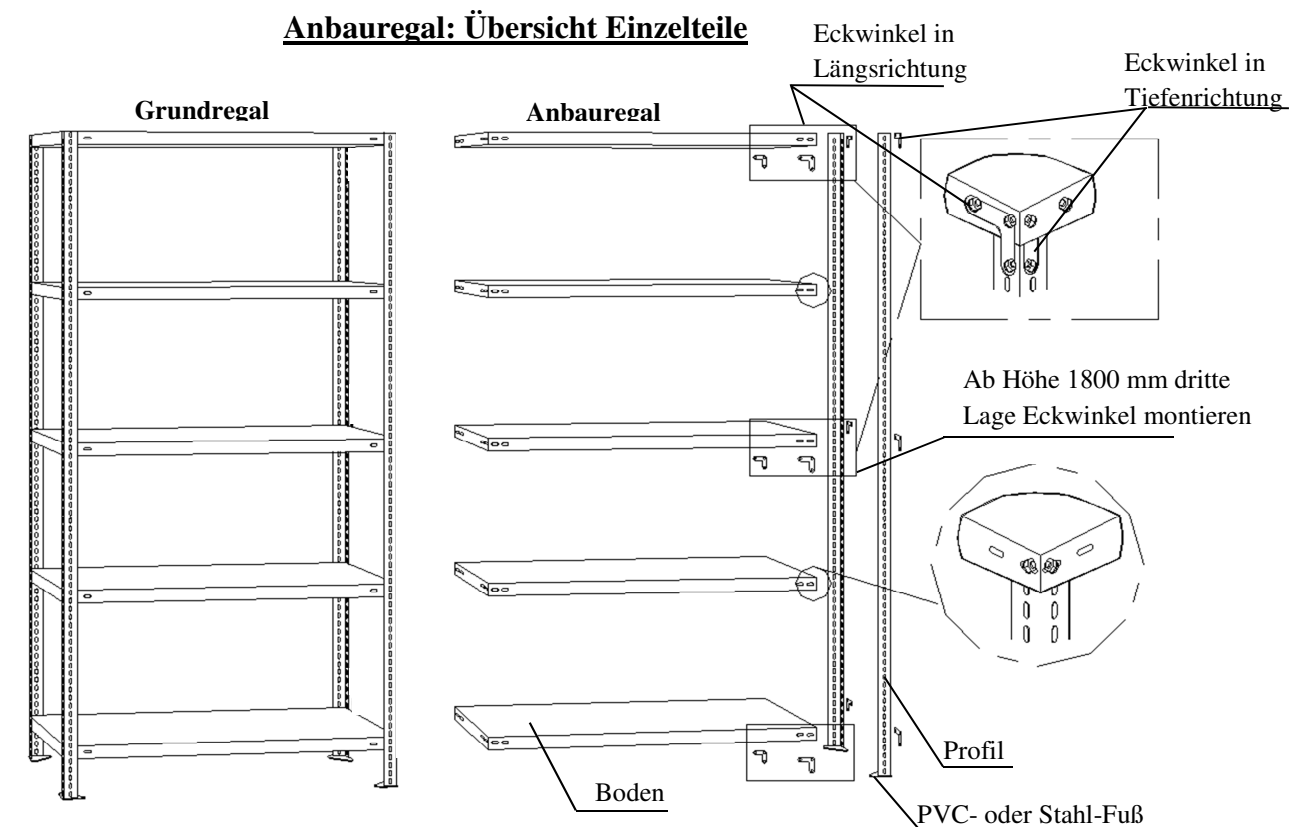 Anbauregal: Übersicht Einzelteile
Eckwinkel in
Längsrichtung
Eckwinkel in
Tiefenrichtung
Grundregal
Anbauregal
Ab Höhe 1800 mm dritte
Lage Eckwinkel montieren
Profil
Boden
PVC- oder Stahl-Fuß